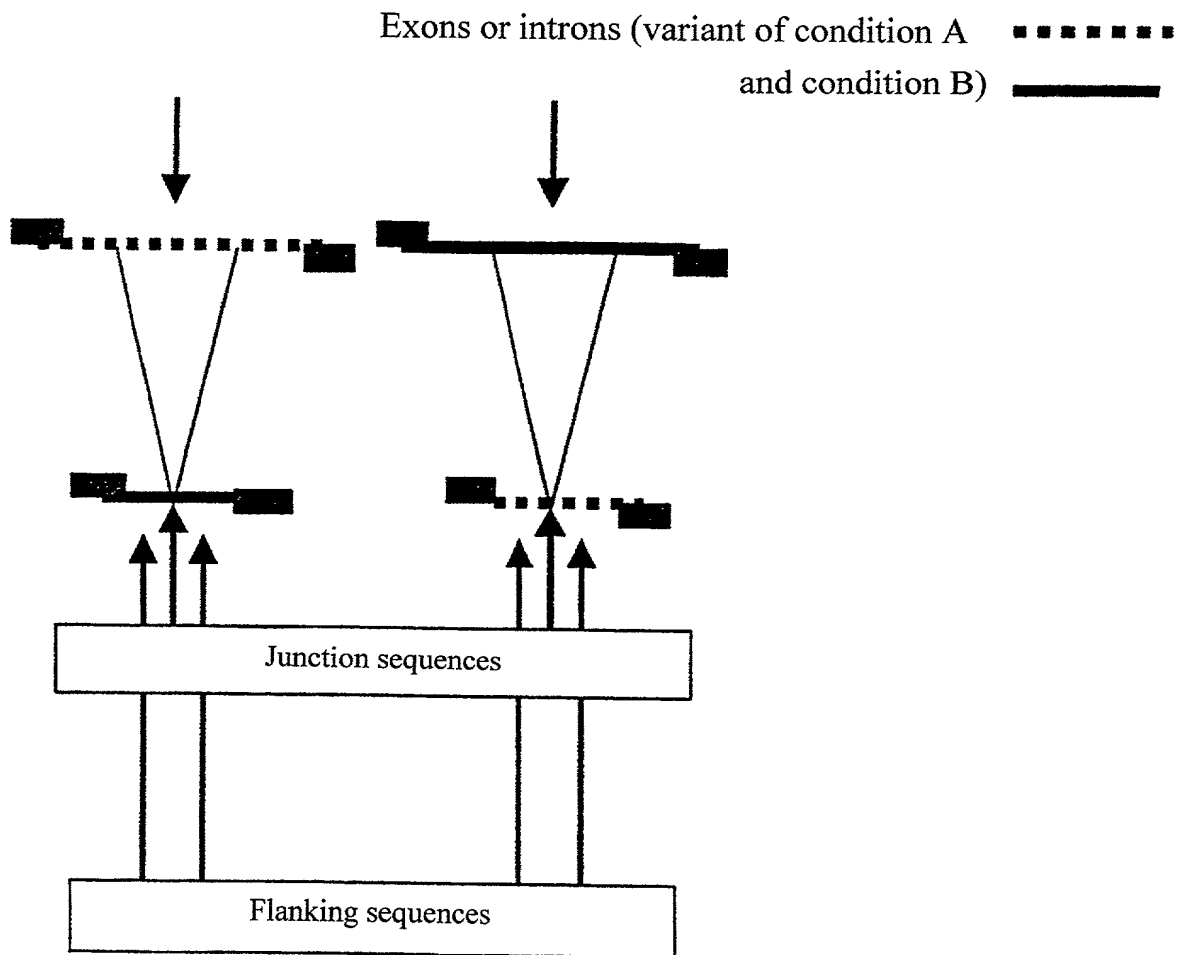 Exons or introns (variant of condition A
and condition B)
Junction sequences
Flanking sequences